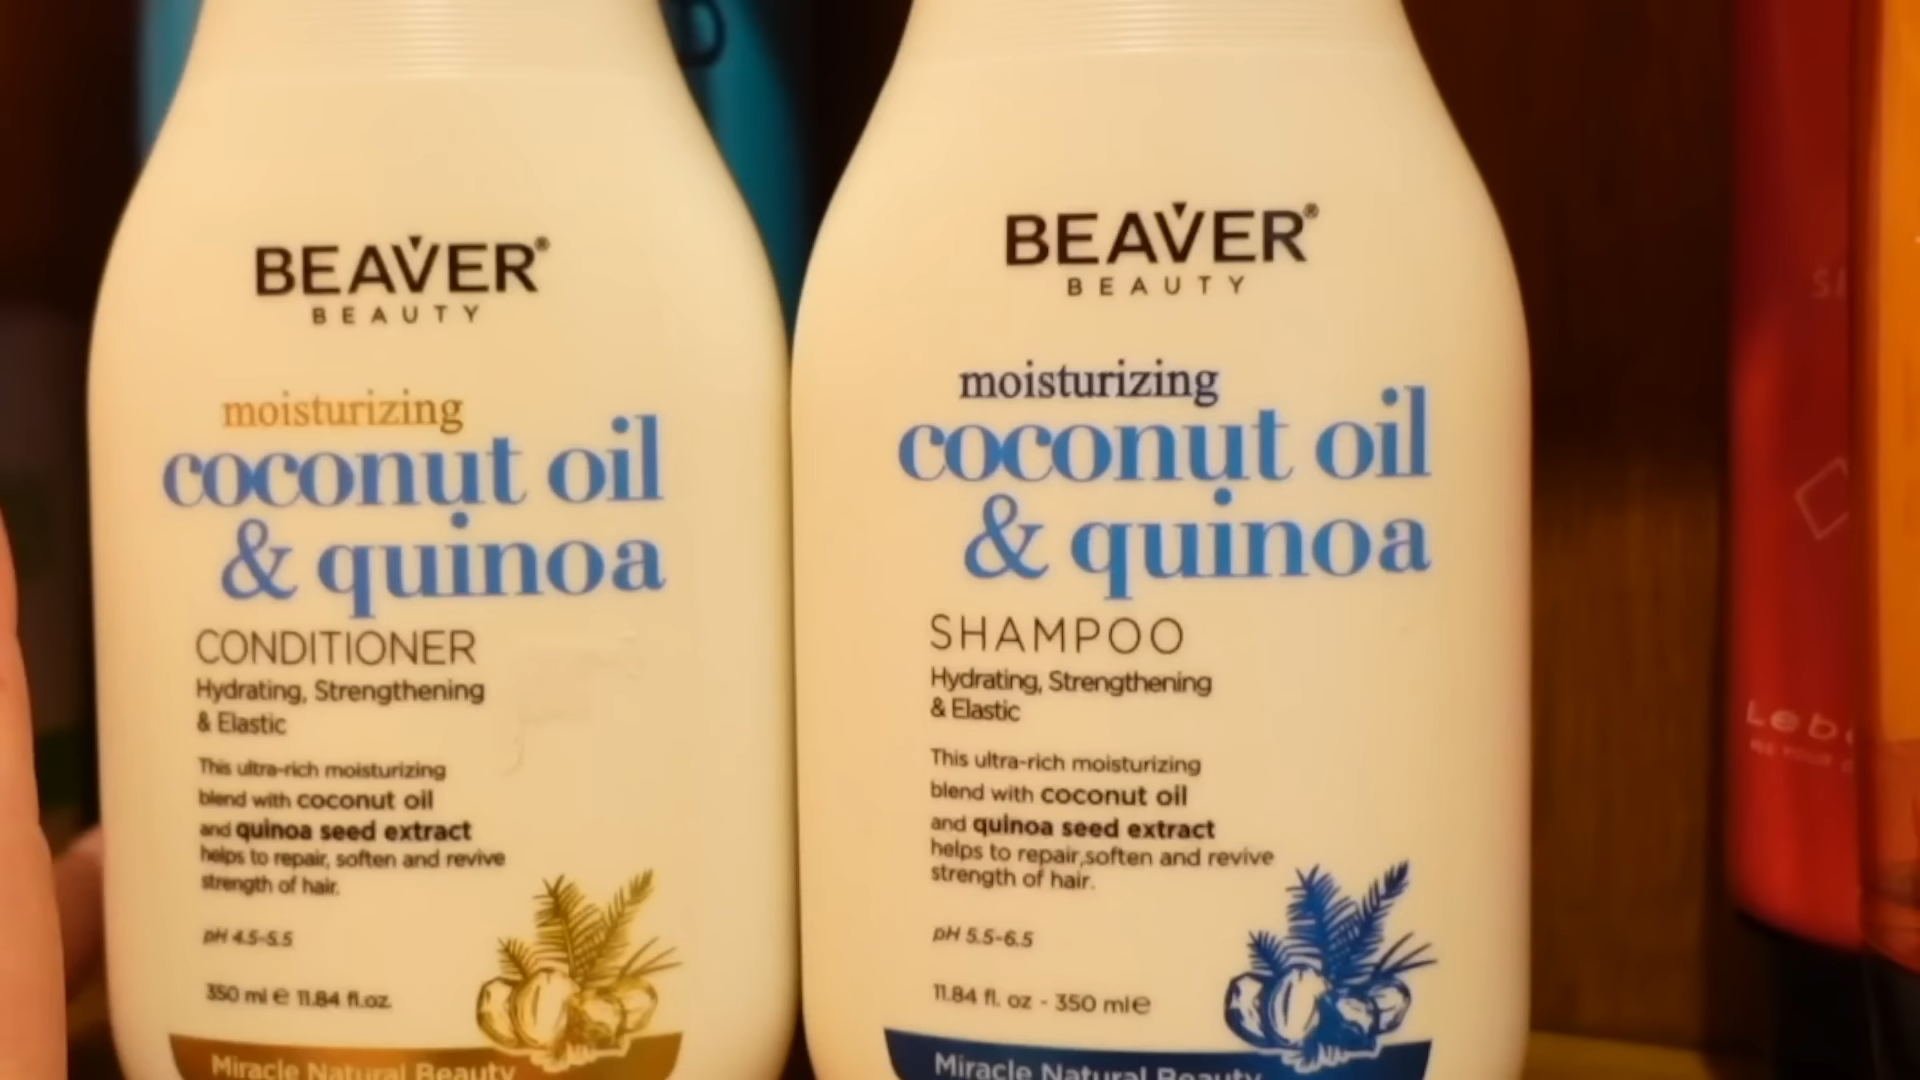 BEAVER®
BEAUTY
moisturizing
coconut oil
& quinoa
CONDITIONER
Hydrating, Strengthening
& Elastic
This ultra-rich moisturizing
blend with coconut oil
and quinoa seed extract
helps to repair, soften and revive
strength of hair.
pH 4.5-5.5
350 ml e 11.84 fl.oz.
Miracle Natural Beauty
BEAVER®
BEAUTY
moisturizing
coconut oil
& quinoa
SHAMPOO
Hydrating, Strengthening
& Elastic
This ultra-rich moisturizing
blend with coconut oil
and quinoa seed extract
helps to repair,soften and revive
strength of hair.
pH 5.5-6.5
11.84 fl. oz - 350 mle
Miracle Natural Beauty